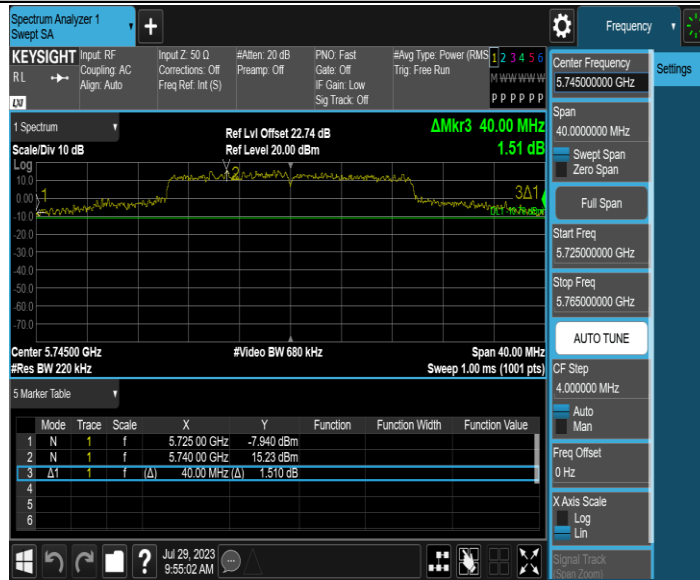 Spectrum Analyzer 1
Swept SA
+
Frequency
KEYSIGHT
RL
LXI
Input: RF
Coupling: AC
Align: Auto
Input Z: 50 Ω
Corrections: Off
Freq Ref: Int (S)
#Atten: 20 dB
Preamp: Off
PNO: Fast
Gate: Off
IF Gain: Low
Sig Track: Off
#Avg Type: Power (RMS
Trig: Free Run
1 2 3 4 5 6
M W W W W W
P P P P P P
Settings
Center Frequency
5.745000000 GHz
Span
40.0000000 MHz
Swept Span
Zero Span
Full Span
Start Freq
5.725000000 GHz
Stop Freq
5.765000000 GHz
AUTO TUNE
CF Step
4.000000 MHz
Auto
Man
Freq Offset
0 Hz
X Axis Scale
Log
Lin
Signal Track
(Span Zoom)
1 Spectrum
Scale/Div 10 dB
Ref Lvl Offset 22.74 dB
Ref Level 20.00 dBm
ΔMkr3 40.00 MHz
1.51 dB
Log
10.0
0.00
-10.0
-20.0
-30.0
-40.0
-50.0
-60.0
-70.0
1
2
3Δ1
Center 5.74500 GHz
#Res BW 220 kHz
#Video BW 680 kHz
Span 40.00 MHz
Sweep 1.00 ms (1001 pts)
5 Marker Table
Mode Trace Scale X Y Function Function Width Function Value
1 N 1 f 5.725 00 GHz -7.940 dBm
2 N 1 f 5.740 00 GHz 15.23 dBm
3 Δ1 1 f (Δ) 40.00 MHz (Δ) 1.510 dB
4
5
6
?
Jul 29, 2023
9:55:02 AM